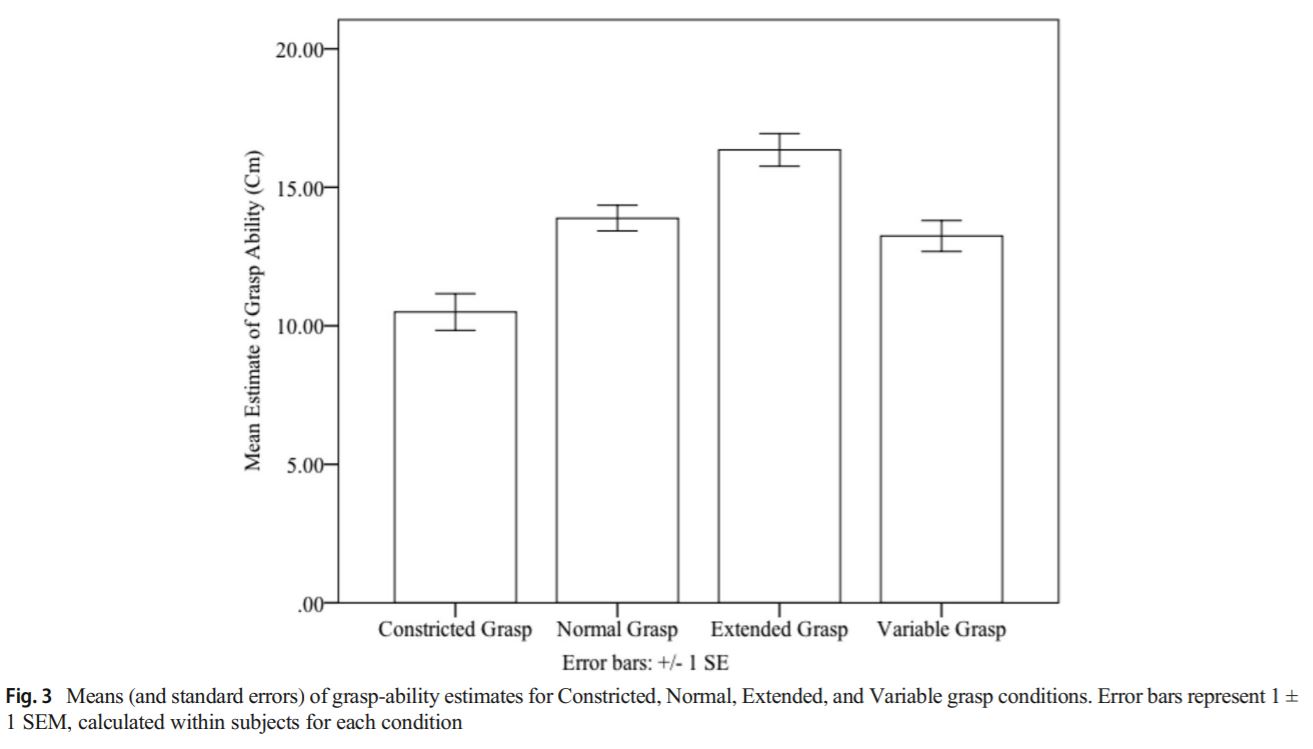 20.00
15.00
10.00
5.00
.00
Mean Estimate of Grasp Ability (Cm)
Constricted Grasp Normal Grasp Extended Grasp Variable Grasp
Error bars: +/- 1 SE
Fig. 3 Means (and standard errors) of grasp-ability estimates for Constricted, Normal, Extended, and Variable grasp conditions. Error bars represent 1 ±
1 SEM, calculated within subjects for each condition